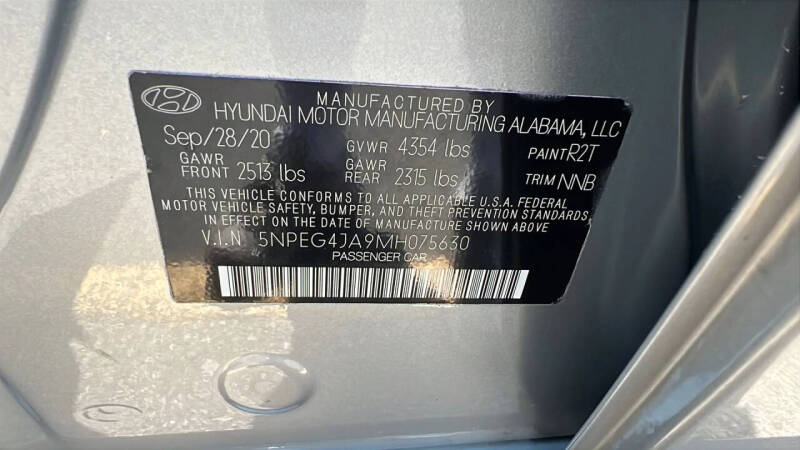 MANUFACTURED BY
HYUNDAI MOTOR MANUFACTURING ALABAMA, LLC
Sep/28/20 GVWR 4354 lbs PAINT R2T
GAWR FRONT 2513 lbs GAWR REAR 2315 lbs TRIM NNB
THIS VEHICLE CONFORMS TO ALL APPLICABLE U.S.A. FEDERAL
MOTOR VEHICLE SAFETY, BUMPER, AND THEFT PREVENTION STANDARDS
IN EFFECT ON THE DATE OF MANUFACTURE SHOWN ABOVE.
V.I.N 5NPEG4JA9MH075630
PASSENGER CAR